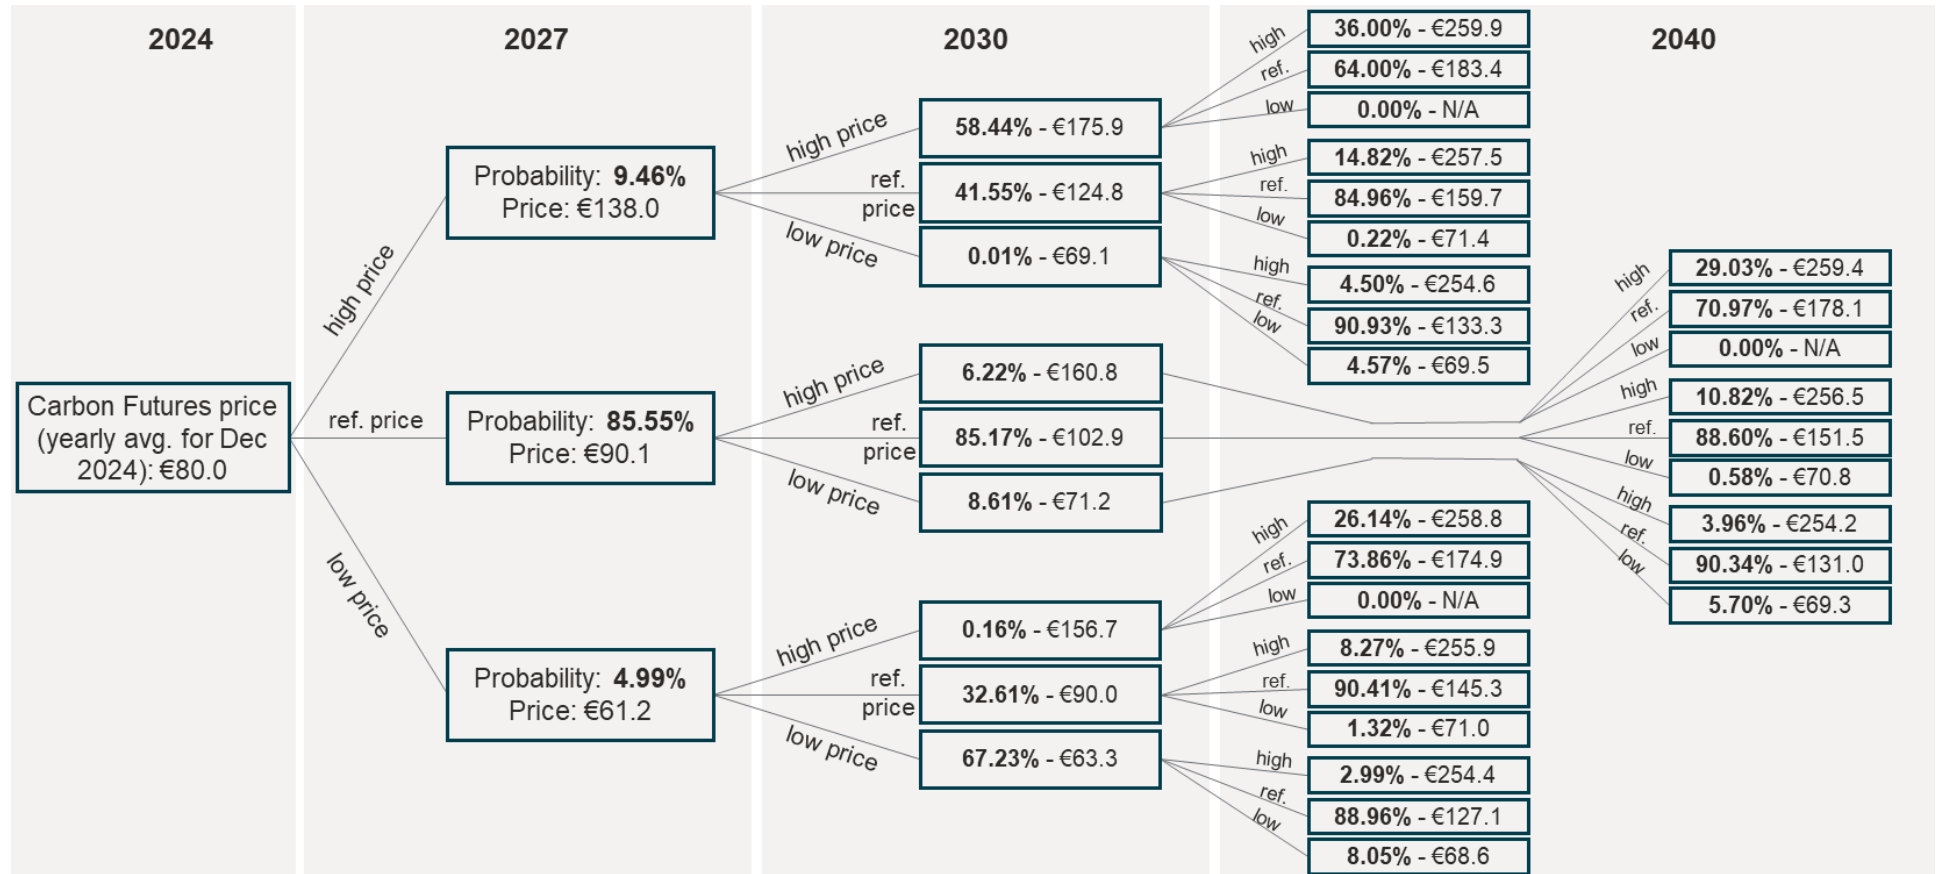 2024
2027
2030
2040
Carbon Futures price
(yearly avg. for Dec
2024): €80.0
high price
ref. price
low price
Probability: 9.46%
Price: €138.0
Probability: 85.55%
Price: €90.1
Probability: 4.99%
Price: €61.2
high price
ref.
price
low price
58.44% - €175.9
41.55% - €124.8
0.01% - €69.1
high price
ref.
price
low price
6.22% - €160.8
85.17% - €102.9
8.61% - €71.2
high price
ref.
price
low price
0.16% - €156.7
32.61% - €90.0
67.23% - €63.3
high
ref.
low
36.00% - €259.9
64.00% - €183.4
0.00% - N/A
high
ref.
low
14.82% - €257.5
84.96% - €159.7
0.22% - €71.4
high
ref.
low
4.50% - €254.6
90.93% - €133.3
4.57% - €69.5
high
ref.
low
29.03% - €259.4
70.97% - €178.1
0.00% - N/A
high
ref.
low
10.82% - €256.5
88.60% - €151.5
0.58% - €70.8
high
ref.
low
3.96% - €254.2
90.34% - €131.0
5.70% - €69.3
high
ref.
low
26.14% - €258.8
73.86% - €174.9
0.00% - N/A
high
ref.
low
8.27% - €255.9
90.41% - €145.3
1.32% - €71.0
high
ref.
low
2.99% - €254.4
88.96% - €127.1
8.05% - €68.6